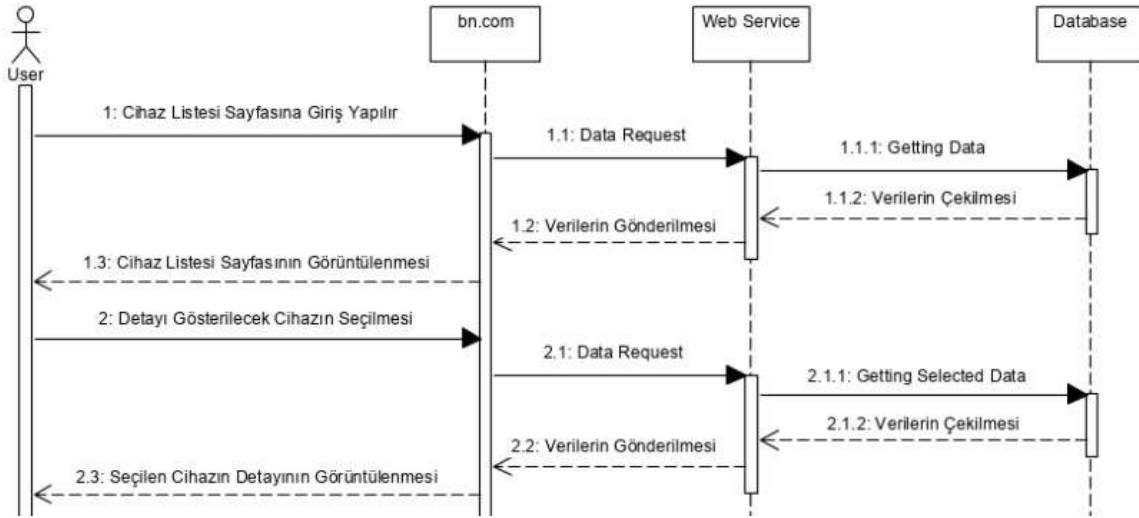 bn.com
Web Service
Database
User
1: Cihaz Listesi Sayfasına Giriş Yapılır
1.1: Data Request
1.1.1: Getting Data
1.1.2: Verilerin Çekilmesi
1.2: Verilerin Gönderilmesi
1.3: Cihaz Listesi Sayfasının Görüntülenmesi
2: Detayı Gösterilecek Cihazın Seçilmesi
2.1: Data Request
2.1.1: Getting Selected Data
2.1.2: Verilerin Çekilmesi
2.2: Verilerin Gönderilmesi
2.3: Seçilen Cihazın Detayının Görüntülenmesi